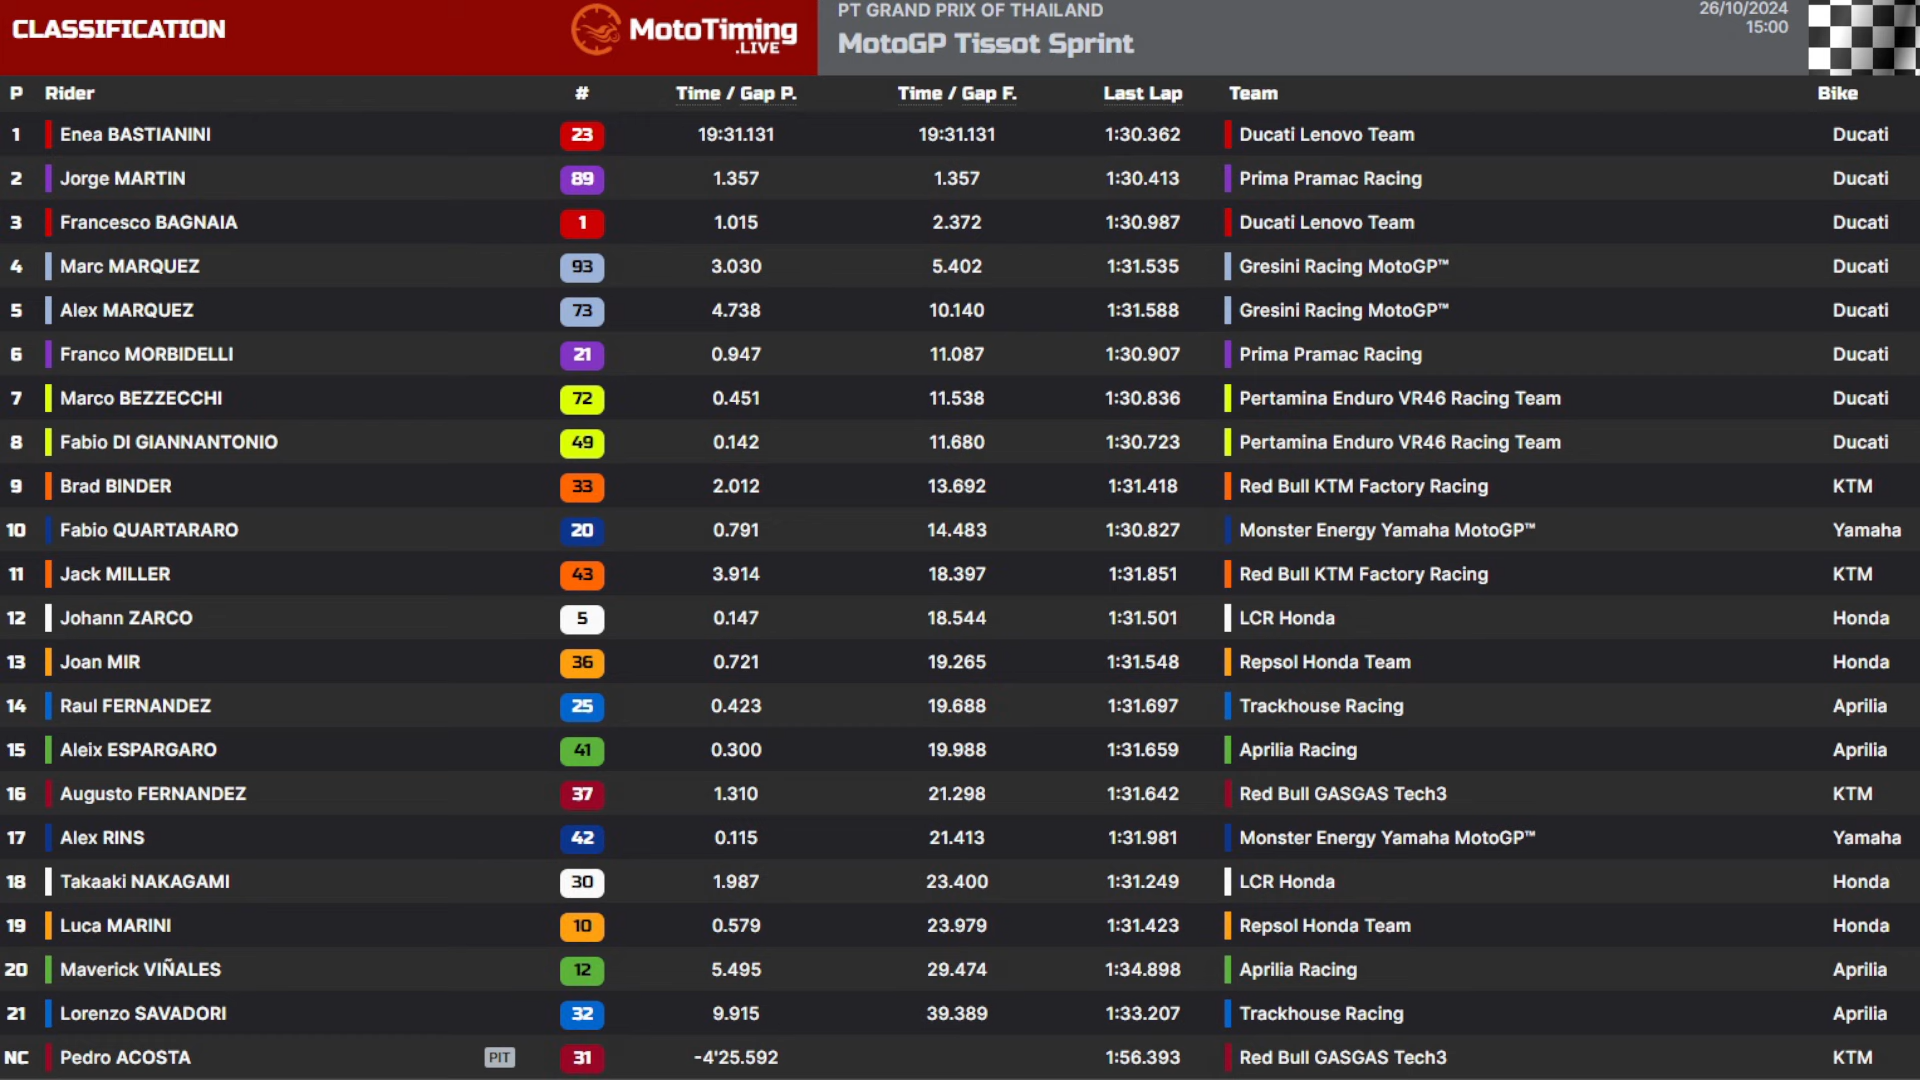 CLASSIFICATION
MotoTiming
.LIVE
PT GRAND PRIX OF THAILAND
MotoGP Tissot Sprint
26/10/2024
15:00
P Rider # Time / Gap P. Time / Gap F. Last Lap Team Bike
1 Enea BASTIANINI 23 19:31.131 19:31.131 1:30.362 Ducati Lenovo Team Ducati
2 Jorge MARTIN 89 1.357 1.357 1:30.413 Prima Pramac Racing Ducati
3 Francesco BAGNAIA 1 1.015 2.372 1:30.987 Ducati Lenovo Team Ducati
4 Marc MARQUEZ 93 3.030 5.402 1:31.535 Gresini Racing MotoGP™ Ducati
5 Alex MARQUEZ 73 4.738 10.140 1:31.588 Gresini Racing MotoGP™ Ducati
6 Franco MORBIDELLI 21 0.947 11.087 1:30.907 Prima Pramac Racing Ducati
7 Marco BEZZECCHI 72 0.451 11.538 1:30.836 Pertamina Enduro VR46 Racing Team Ducati
8 Fabio DI GIANNANTONIO 49 0.142 11.680 1:30.723 Pertamina Enduro VR46 Racing Team Ducati
9 Brad BINDER 33 2.012 13.692 1:31.418 Red Bull KTM Factory Racing KTM
10 Fabio QUARTARARO 20 0.791 14.483 1:30.827 Monster Energy Yamaha MotoGP™ Yamaha
11 Jack MILLER 43 3.914 18.397 1:31.851 Red Bull KTM Factory Racing KTM
12 Johann ZARCO 5 0.147 18.544 1:31.501 LCR Honda Honda
13 Joan MIR 36 0.721 19.265 1:31.548 Repsol Honda Team Honda
14 Raul FERNANDEZ 25 0.423 19.688 1:31.697 Trackhouse Racing Aprilia
15 Aleix ESPARGARO 41 0.300 19.988 1:31.659 Aprilia Racing Aprilia
16 Augusto FERNANDEZ 37 1.310 21.298 1:31.642 Red Bull GASGAS Tech3 KTM
17 Alex RINS 42 0.115 21.413 1:31.981 Monster Energy Yamaha MotoGP™ Yamaha
18 Takaaki NAKAGAMI 30 1.987 23.400 1:31.249 LCR Honda Honda
19 Luca MARINI 10 0.579 23.979 1:31.423 Repsol Honda Team Honda
20 Maverick VIÑALES 12 5.495 29.474 1:34.898 Aprilia Racing Aprilia
21 Lorenzo SAVADORI 32 9.915 39.389 1:33.207 Trackhouse Racing Aprilia
NC Pedro ACOSTA PIT 31 -4'25.592 1:56.393 Red Bull GASGAS Tech3 KTM